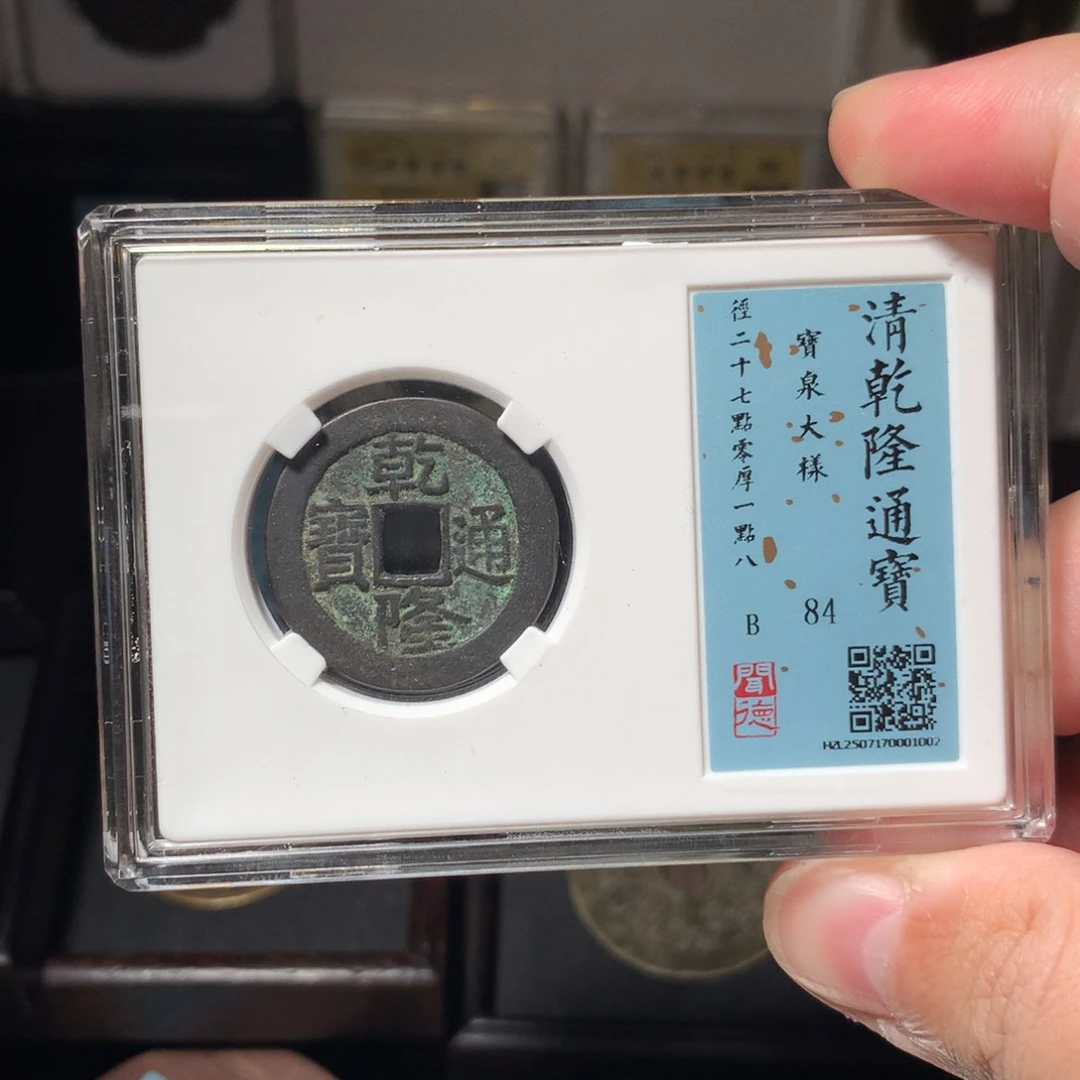 清乾隆通寶
寶泉大樣
84
徑二十七點零厚一點八
B
聞德
HZL2507170001002
乾隆通寶